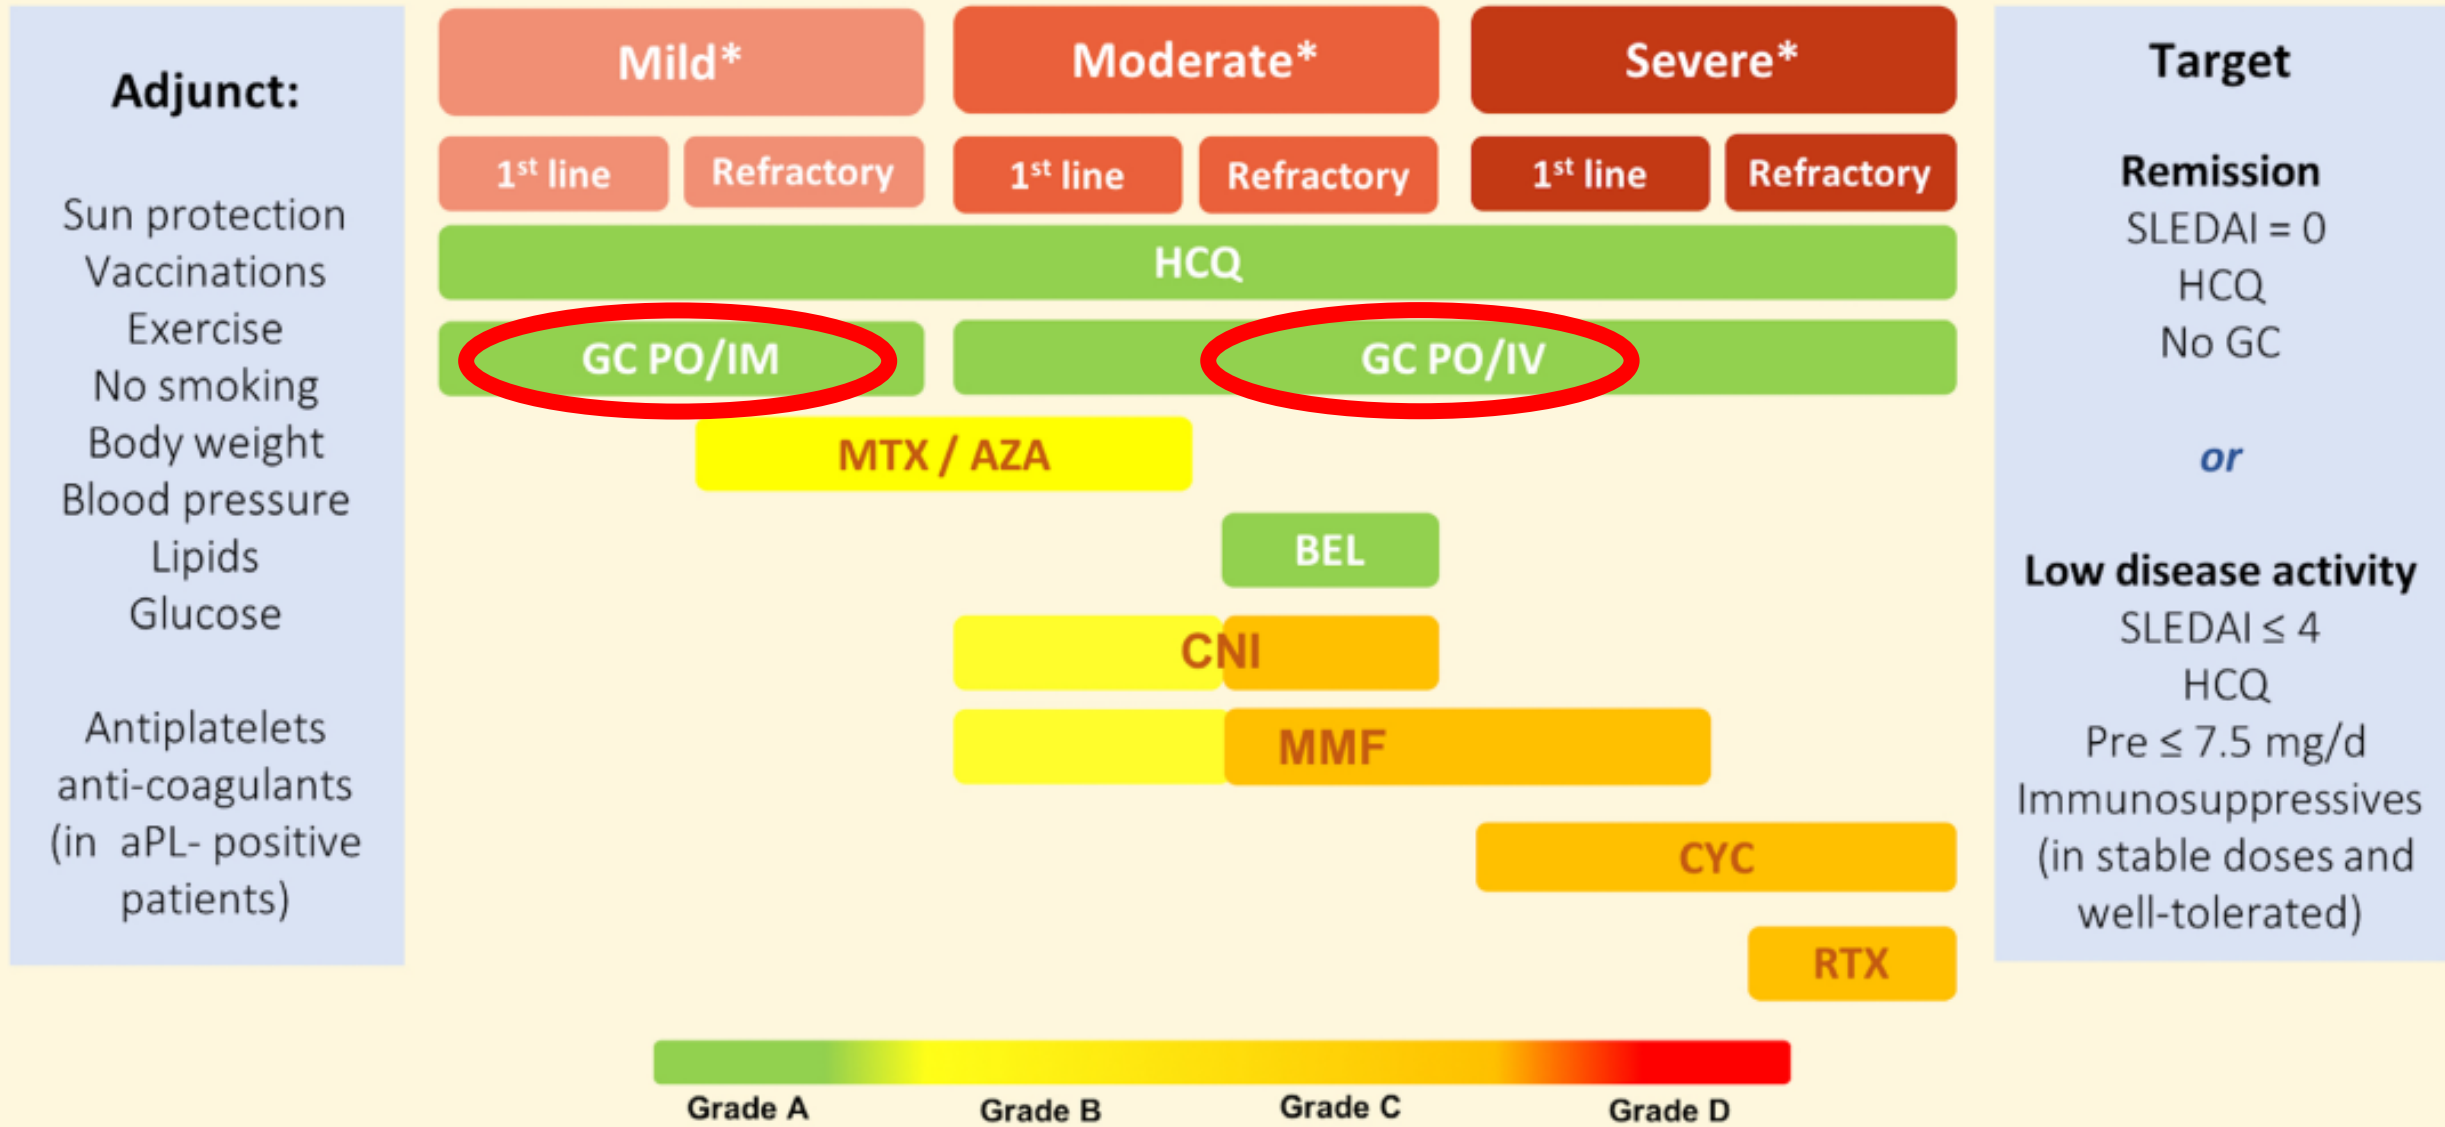 Adjunct:
Sun protection
Vaccinations
Exercise
No smoking
Body weight
Blood pressure
Lipids
Glucose
Antiplatelets
anti-coagulants
(in aPL- positive
patients)
Mild*
Moderate*
Severe*
1st line
Refractory
1st line
Refractory
1st line
Refractory
HCQ
GC PO/IM
GC PO/IV
MTX / AZA
BEL
CNI
MMF
CYC
RTX
Grade A
Grade B
Grade C
Grade D
Target
Remission
SLEDAI = 0
HCQ
No GC
or
Low disease activity
SLEDAI ≤ 4
HCQ
Pre ≤ 7.5 mg/d
Immunosuppressives
(in stable doses and
well-tolerated)